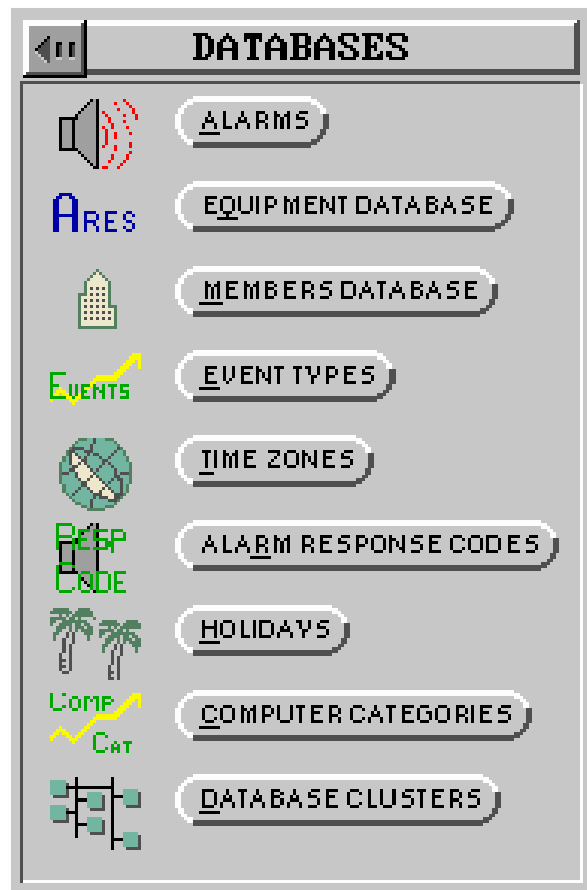 DATABASES
ALARMS
ARES
EQUIPMENT DATABASE
MEMBERS DATABASE
EVENTS
EVENT TYPES
TIME ZONES
RESP
CODE
ALARM RESPONSE CODES
HOLIDAYS
COMP
CAT
COMPUTER CATEGORIES
DATABASE CLUSTERS